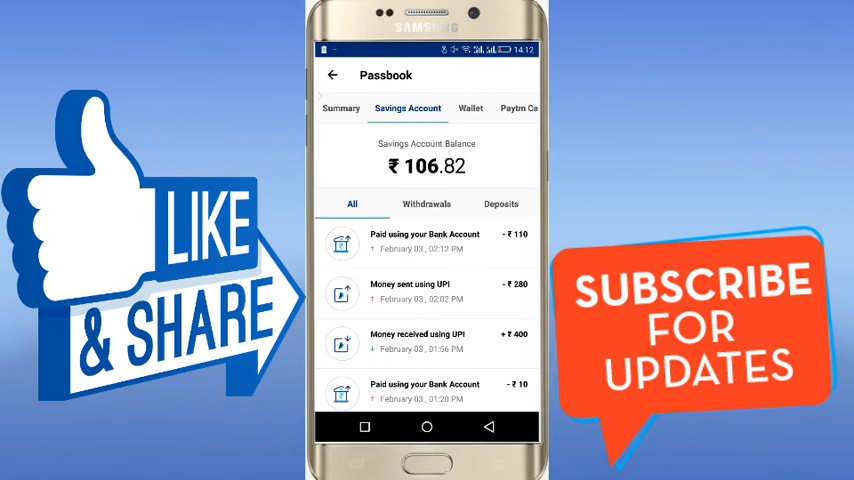 SAMSUNG
14:12
Passbook
Summary Savings Account Wallet Paytm Ca
Savings Account Balance
₹ 106.82
All Withdrawals Deposits
Paid using your Bank Account - ₹ 110
February 03 , 02:12 PM
Money sent using UPI - ₹ 280
February 03 , 02:02 PM
Money received using UPI + ₹ 400
February 03 , 01:56 PM
Paid using your Bank Account - ₹ 10
February 03 , 01:20 PM
LIKE
& SHARE
SUBSCRIBE
FOR
UPDATES